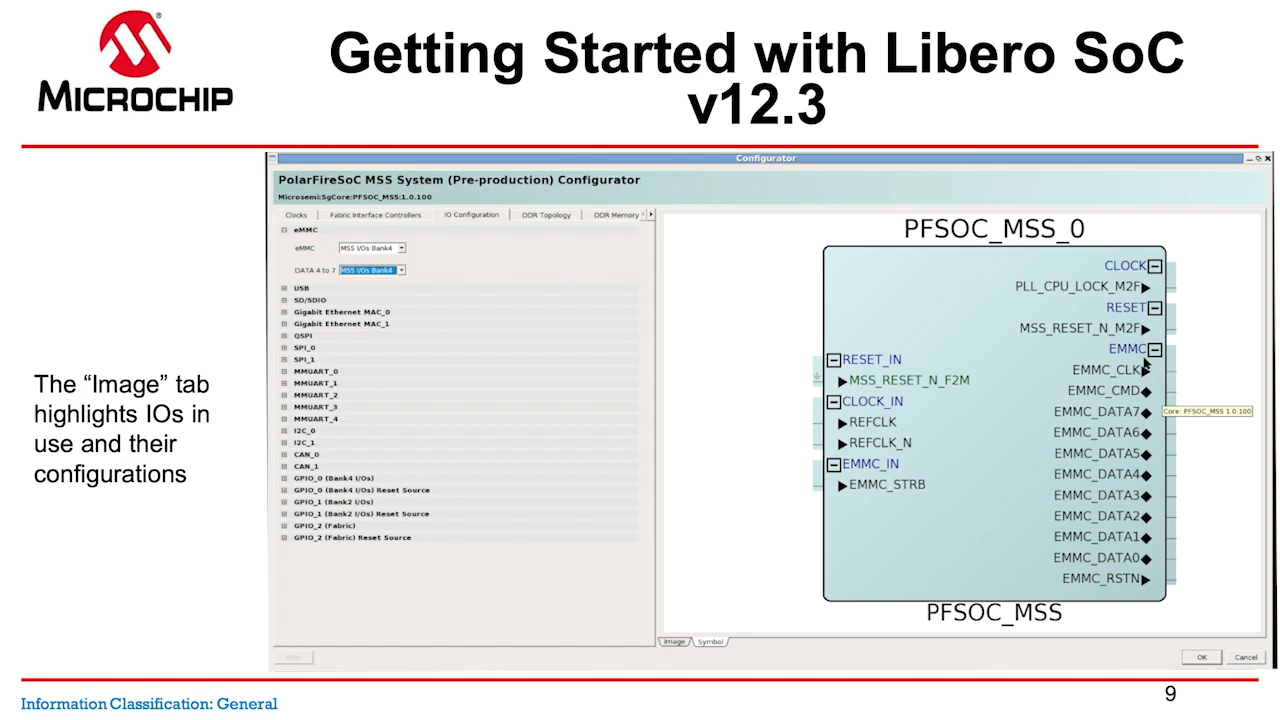 MICROCHIP
Getting Started with Libero SoC
v12.3
The “Image” tab
highlights IOs in
use and their
configurations
Configurator
PolarFireSoC MSS System (Pre-production) Configurator
Microsemi:SgCore:PFSOC_MSS:1.0.100
Clocks
Fabric Interface Controllers
IO Configuration
DDR Topology
DDR Memory
eMMC
eMMC MSS I/Os Bank4
DATA 4 to 7 MSS I/Os Bank4
USB
SD/SDIO
Gigabit Ethernet MAC_0
Gigabit Ethernet MAC_1
QSPI
SPI_0
SPI_1
MMUART_0
MMUART_1
MMUART_2
MMUART_3
MMUART_4
I2C_0
I2C_1
CAN_0
CAN_1
GPIO_0 (Bank4 I/Os)
GPIO_0 (Bank4 I/Os) Reset Source
GPIO_1 (Bank2 I/Os)
GPIO_1 (Bank2 I/Os) Reset Source
GPIO_2 (Fabric)
GPIO_2 (Fabric) Reset Source
Help
PFSOC_MSS_0
RESET_IN
MSS_RESET_N_F2M
CLOCK_IN
REFCLK
REFCLK_N
EMMC_IN
EMMC_STRB
CLOCK
PLL_CPU_LOCK_M2F
RESET
MSS_RESET_N_M2F
EMMC
EMMC_CLK
EMMC_CMD
EMMC_DATA7
EMMC_DATA6
EMMC_DATA5
EMMC_DATA4
EMMC_DATA3
EMMC_DATA2
EMMC_DATA1
EMMC_DATA0
EMMC_RSTN
Core: PFSOC_MSS 1.0.100
PFSOC_MSS
Image
Symbol
OK
Cancel
Information Classification: General
9